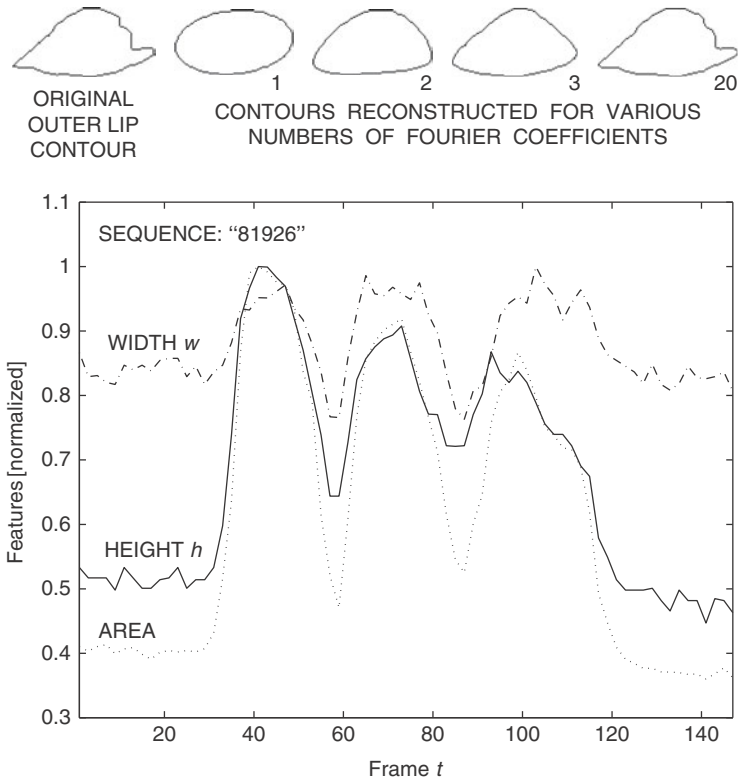 1 2 3 20
ORIGINAL
OUTER LIP
CONTOUR
CONTOURS RECONSTRUCTED FOR VARIOUS
NUMBERS OF FOURIER COEFFICIENTS
SEQUENCE: “81926”
WIDTH w
HEIGHT h
AREA
Features [normalized]
1.1
1
0.9
0.8
0.7
0.6
0.5
0.4
0.3
20 40 60 80 100 120 140
Frame t